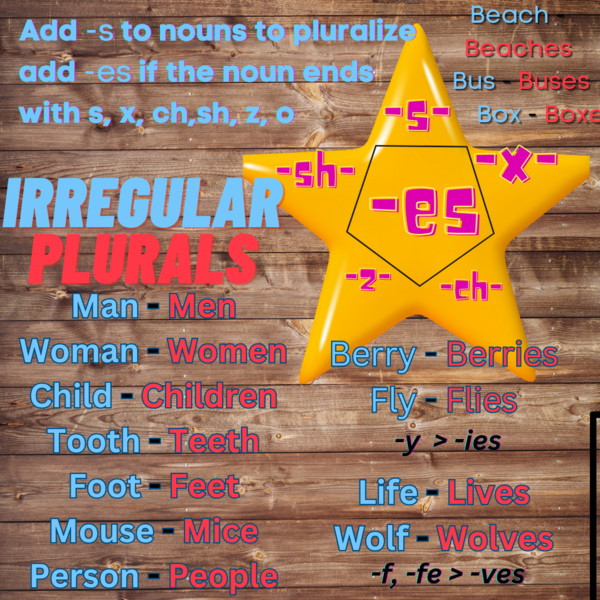 Add -s to nouns to pluralize
add -es if the noun ends
with s, x, ch,sh, z, o
Beach
Beaches
Bus - Buses
Box - Boxe
-s-
-sh-
-x-
-es
-z-
-ch-
IRREGULAR
PLURALS
Man - Men
Woman - Women
Child - Children
Tooth - Teeth
Foot - Feet
Mouse - Mice
Person - People
Berry - Berries
Fly - Flies
-y > -ies
Life - Lives
Wolf - Wolves
-f, -fe > -ves